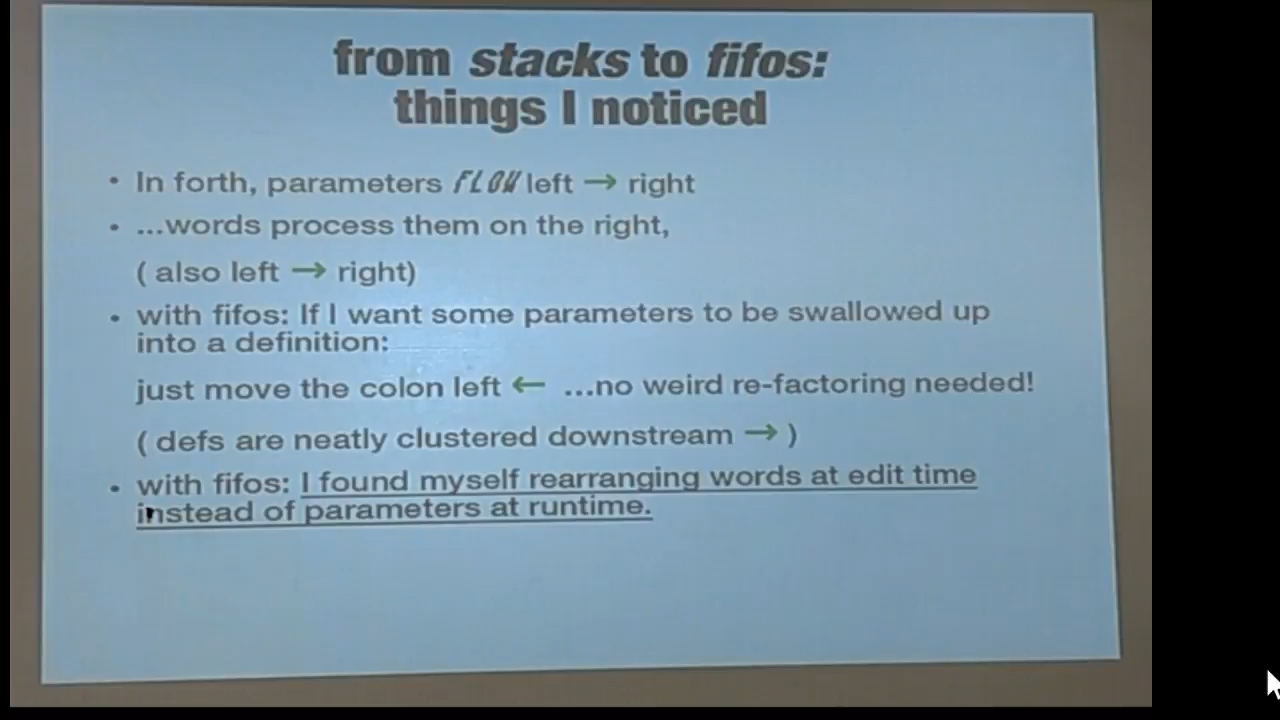 from stacks to fifos:
things I noticed
• In forth, parameters FLOW left → right
• ...words process them on the right,
( also left → right)
• with fifos: If I want some parameters to be swallowed up
into a definition:
just move the colon left ← ...no weird re-factoring needed!
( defs are neatly clustered downstream → )
• with fifos: I found myself rearranging words at edit time
instead of parameters at runtime.